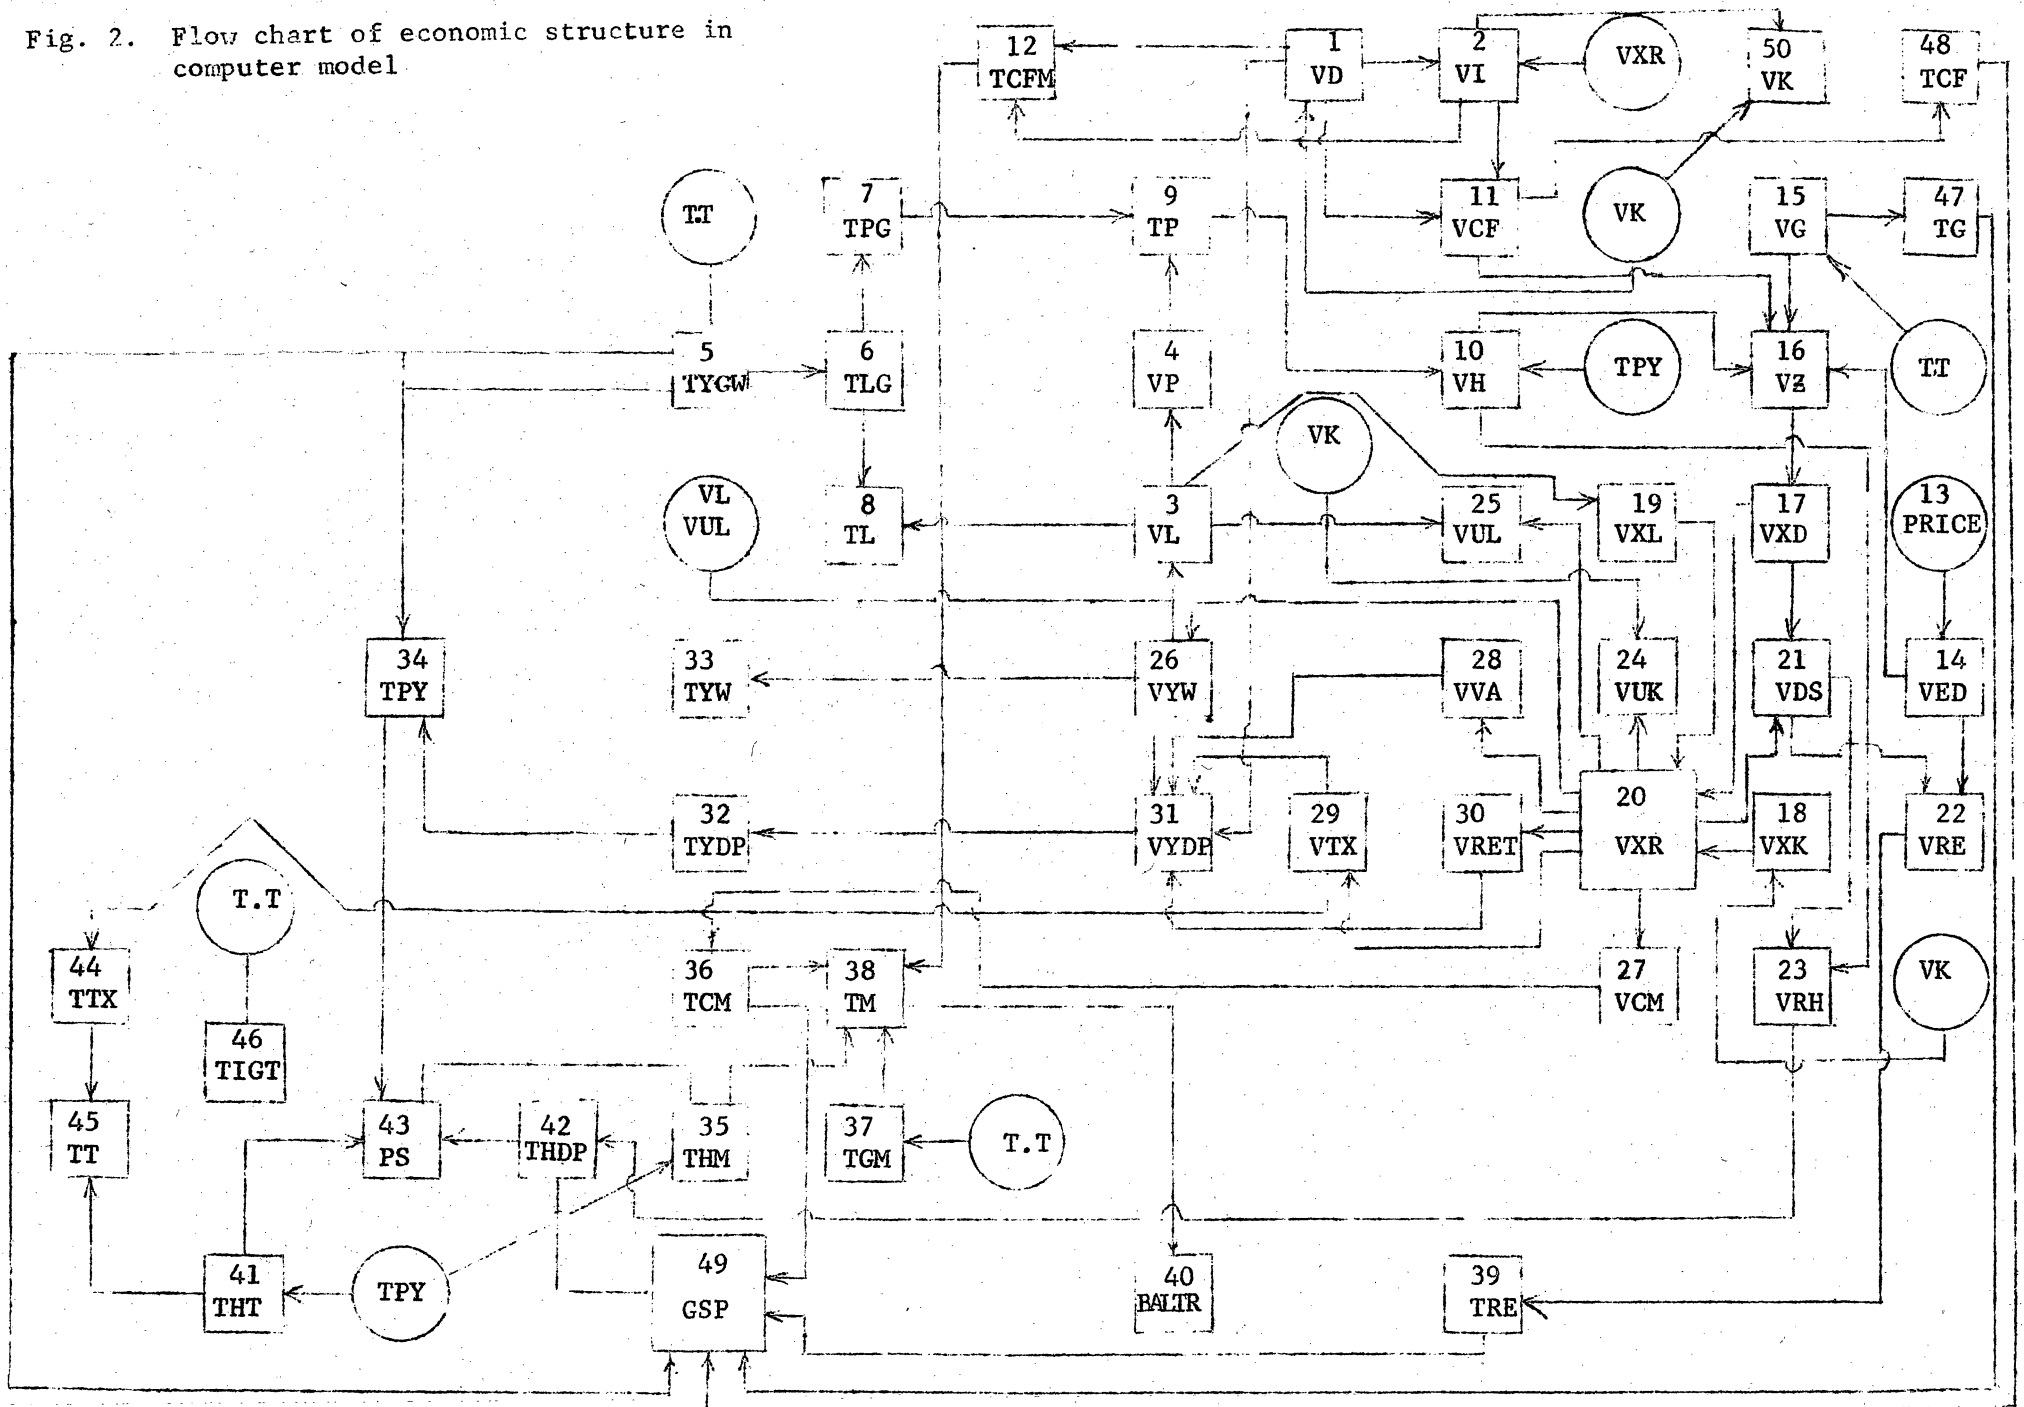 Fig. 2. Flow chart of economic structure in
computer model
12
TCFM
1
VD
2
VI
VXR
50
VK
48
TCF
T.T
7
TPG
9
TP
11
VCF
VK
15
VG
47
TG
5
TYGW
6
TLG
4
VP
10
VH
TPY
16
VZ
T.T
VK
VL
VUL
8
TL
3
VL
25
VUL
19
VXL
17
VXD
13
PRICE
34
TPY
33
TYW
26
VYW
28
VVA
24
VUK
21
VDS
14
VED
32
TYDP
31
VYDP
29
VTX
30
VRET
20
VXR
18
VXK
22
VRE
T.T
44
TTX
36
TCM
38
TM
27
VCM
23
VRH
VK
46
TIGT
45
TT
43
PS
42
THDP
35
THM
37
TGM
T.T
41
THT
TPY
49
GSP
40
BALTR
39
TRE